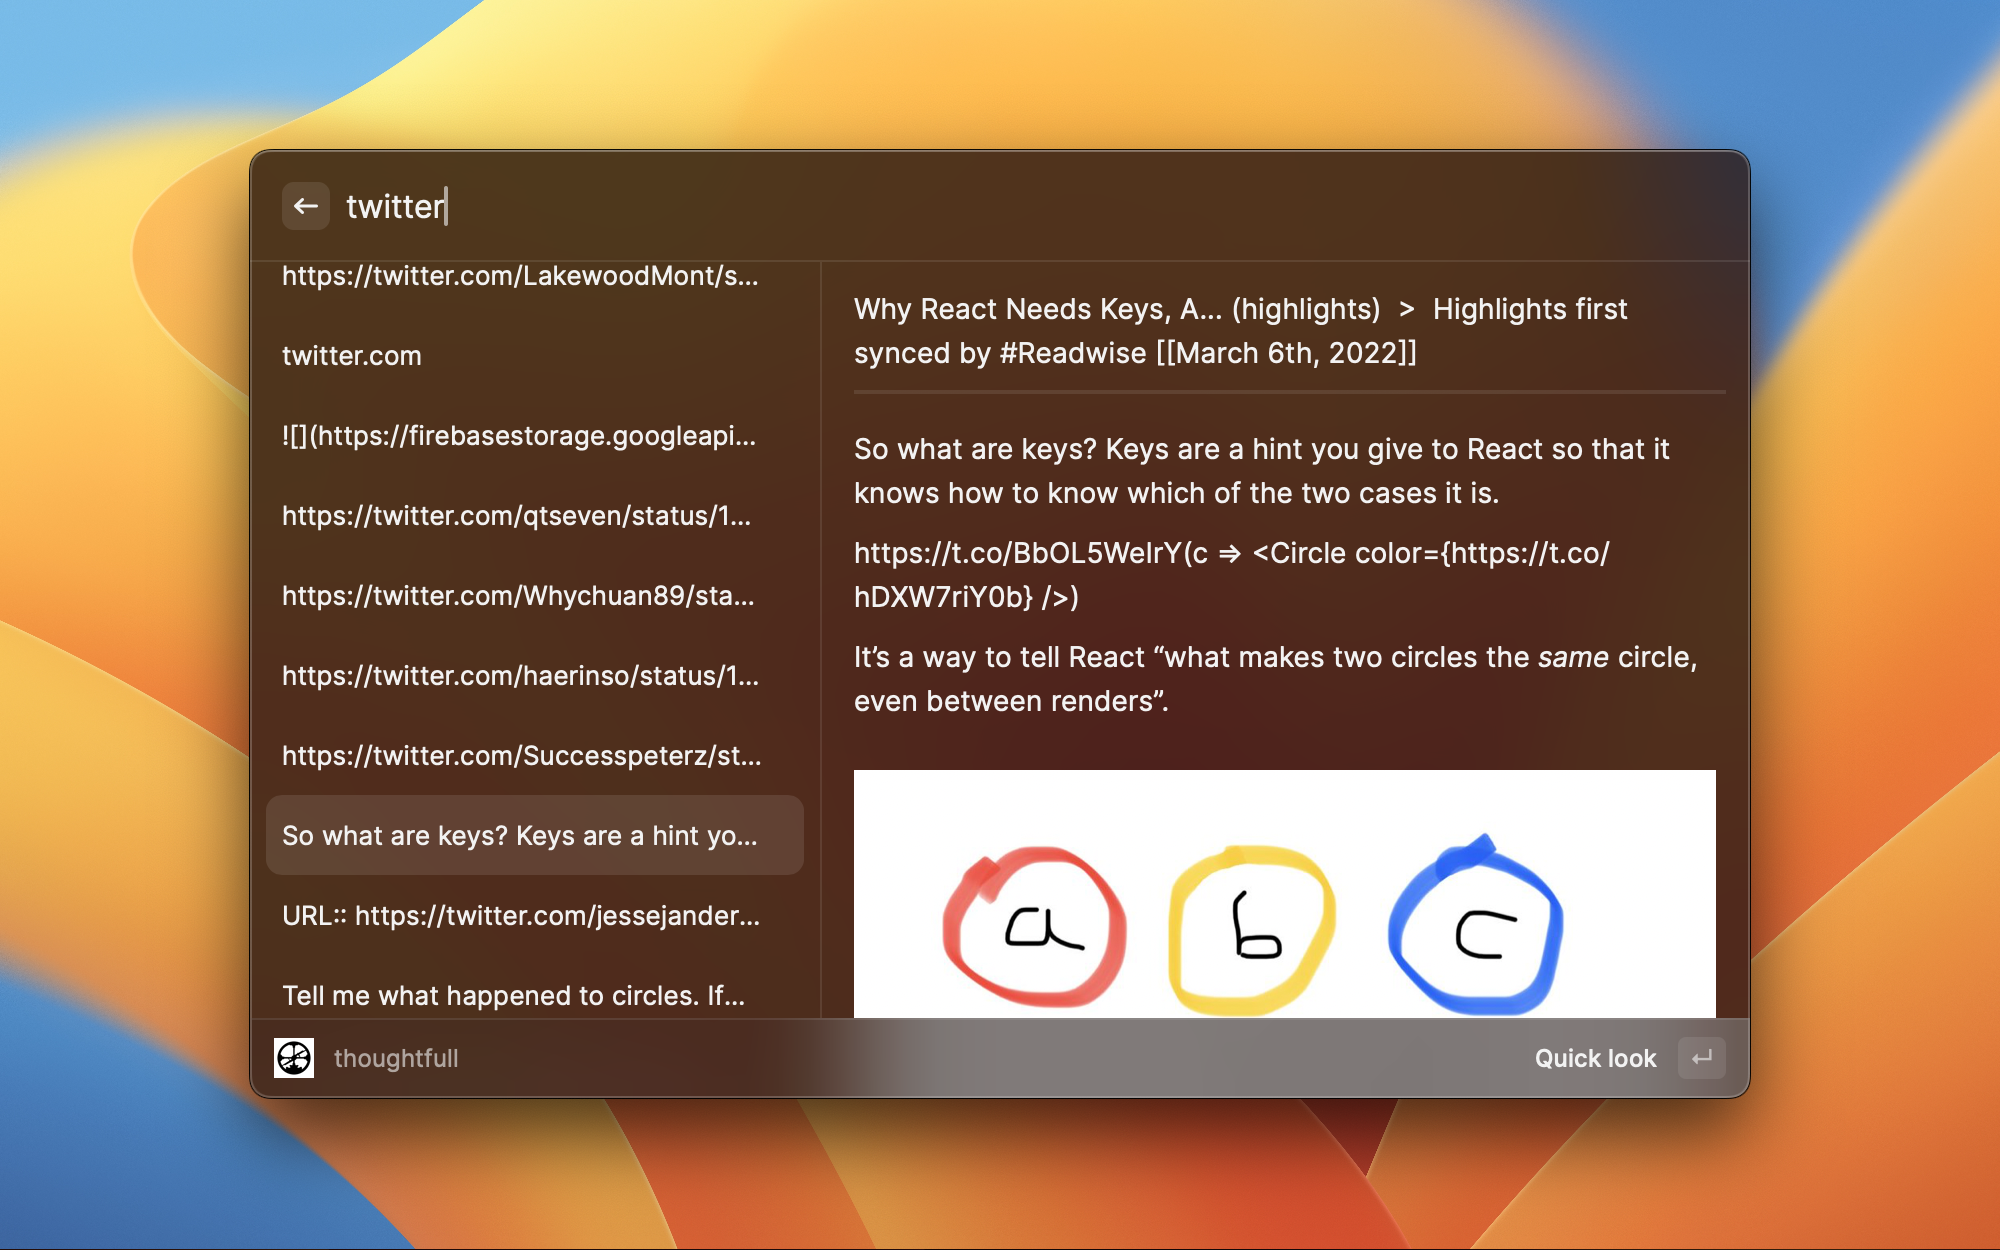 twitter
https://twitter.com/LakewoodMont/s...
twitter.com
![](https://firebasestorage.googleapi...
https://twitter.com/qtseven/status/1...
https://twitter.com/Whychuan89/sta...
https://twitter.com/haerinso/status/1...
https://twitter.com/Successpeterz/st...
So what are keys? Keys are a hint yo...
URL:: https://twitter.com/jessejander...
Tell me what happened to circles. If...
Why React Needs Keys, A... (highlights) > Highlights first
synced by #Readwise [[March 6th, 2022]]
So what are keys? Keys are a hint you give to React so that it
knows how to know which of the two cases it is.
https://t.co/BbOL5WeIrY(c => <Circle color={https://t.co/
hDXW7riY0b} />)
It’s a way to tell React “what makes two circles the same circle,
even between renders”.
a b c
thoughtfull
Quick look